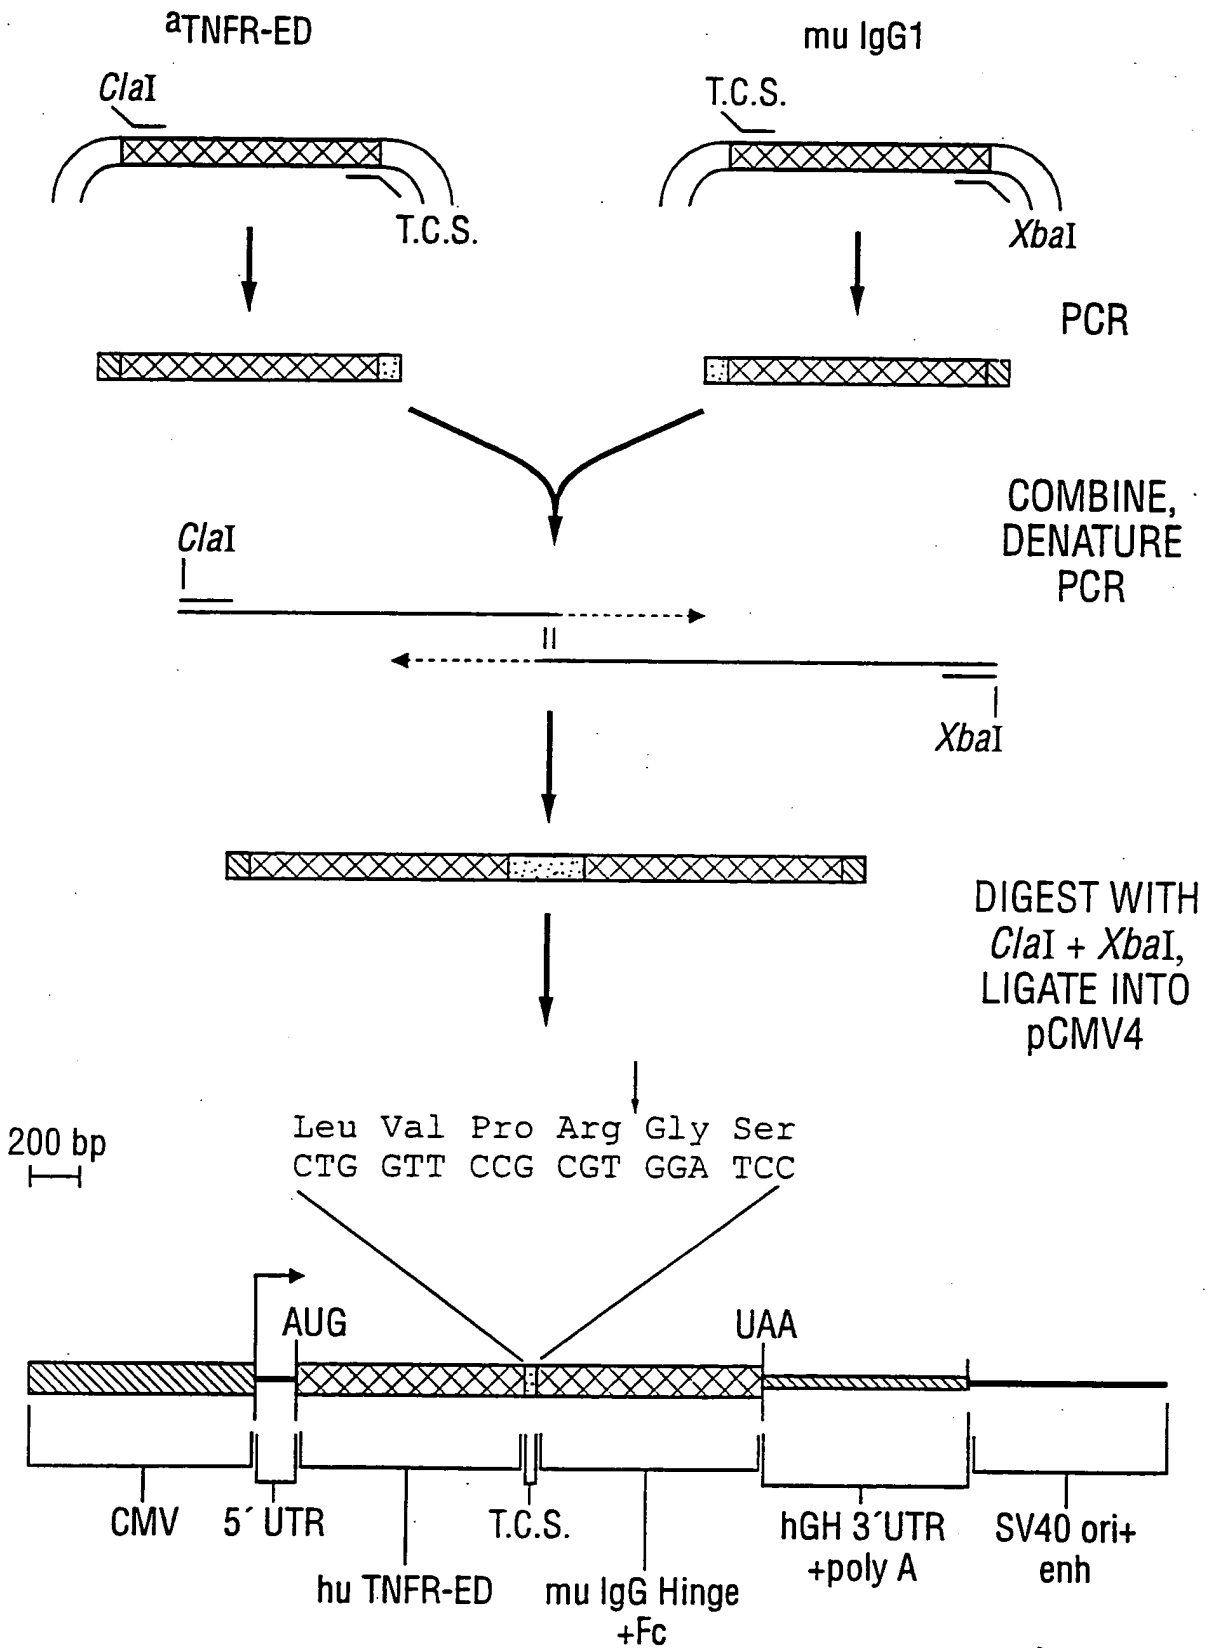 aTNFR-ED
mu IgG1
ClaI
T.C.S.
T.C.S.
XbaI
PCR
COMBINE,
DENATURE
PCR
ClaI
XbaI
DIGEST WITH
ClaI + XbaI,
LIGATE INTO
pCMV4
Leu Val Pro Arg Gly Ser
CTG GTT CCG CGT GGA TCC
200 bp
AUG
UAA
CMV
5´ UTR
T.C.S.
hGH 3´UTR
+poly A
SV40 ori+
enh
hu TNFR-ED
mu IgG Hinge
+Fc